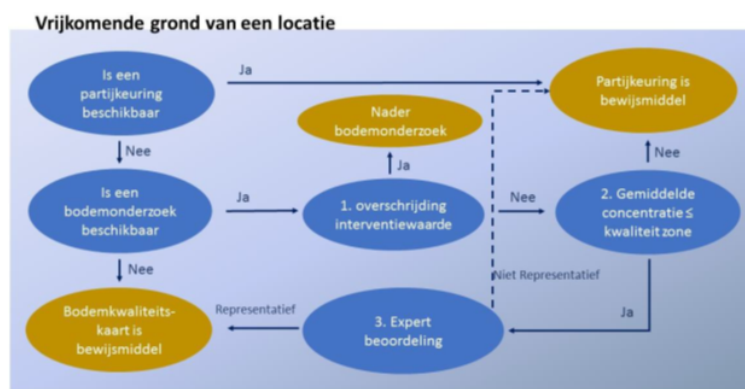 Vrijkomende grond van een locatie
Is een
partijkeuring
beschikbaar
Ja
Partijkeuring is
bewijsmiddel
Nader
bodemonderzoek
Nee
Ja
Nee
Is een
bodemonderzoek
beschikbaar
Ja
1. overschrijding
interventiewaarde
Nee
2. Gemiddelde
concentratie ≤
kwaliteit zone
Nee
Niet Representatief
Bodemkwaliteits-
kaart is
bewijsmiddel
Representatief
3. Expert
beoordeling
Ja